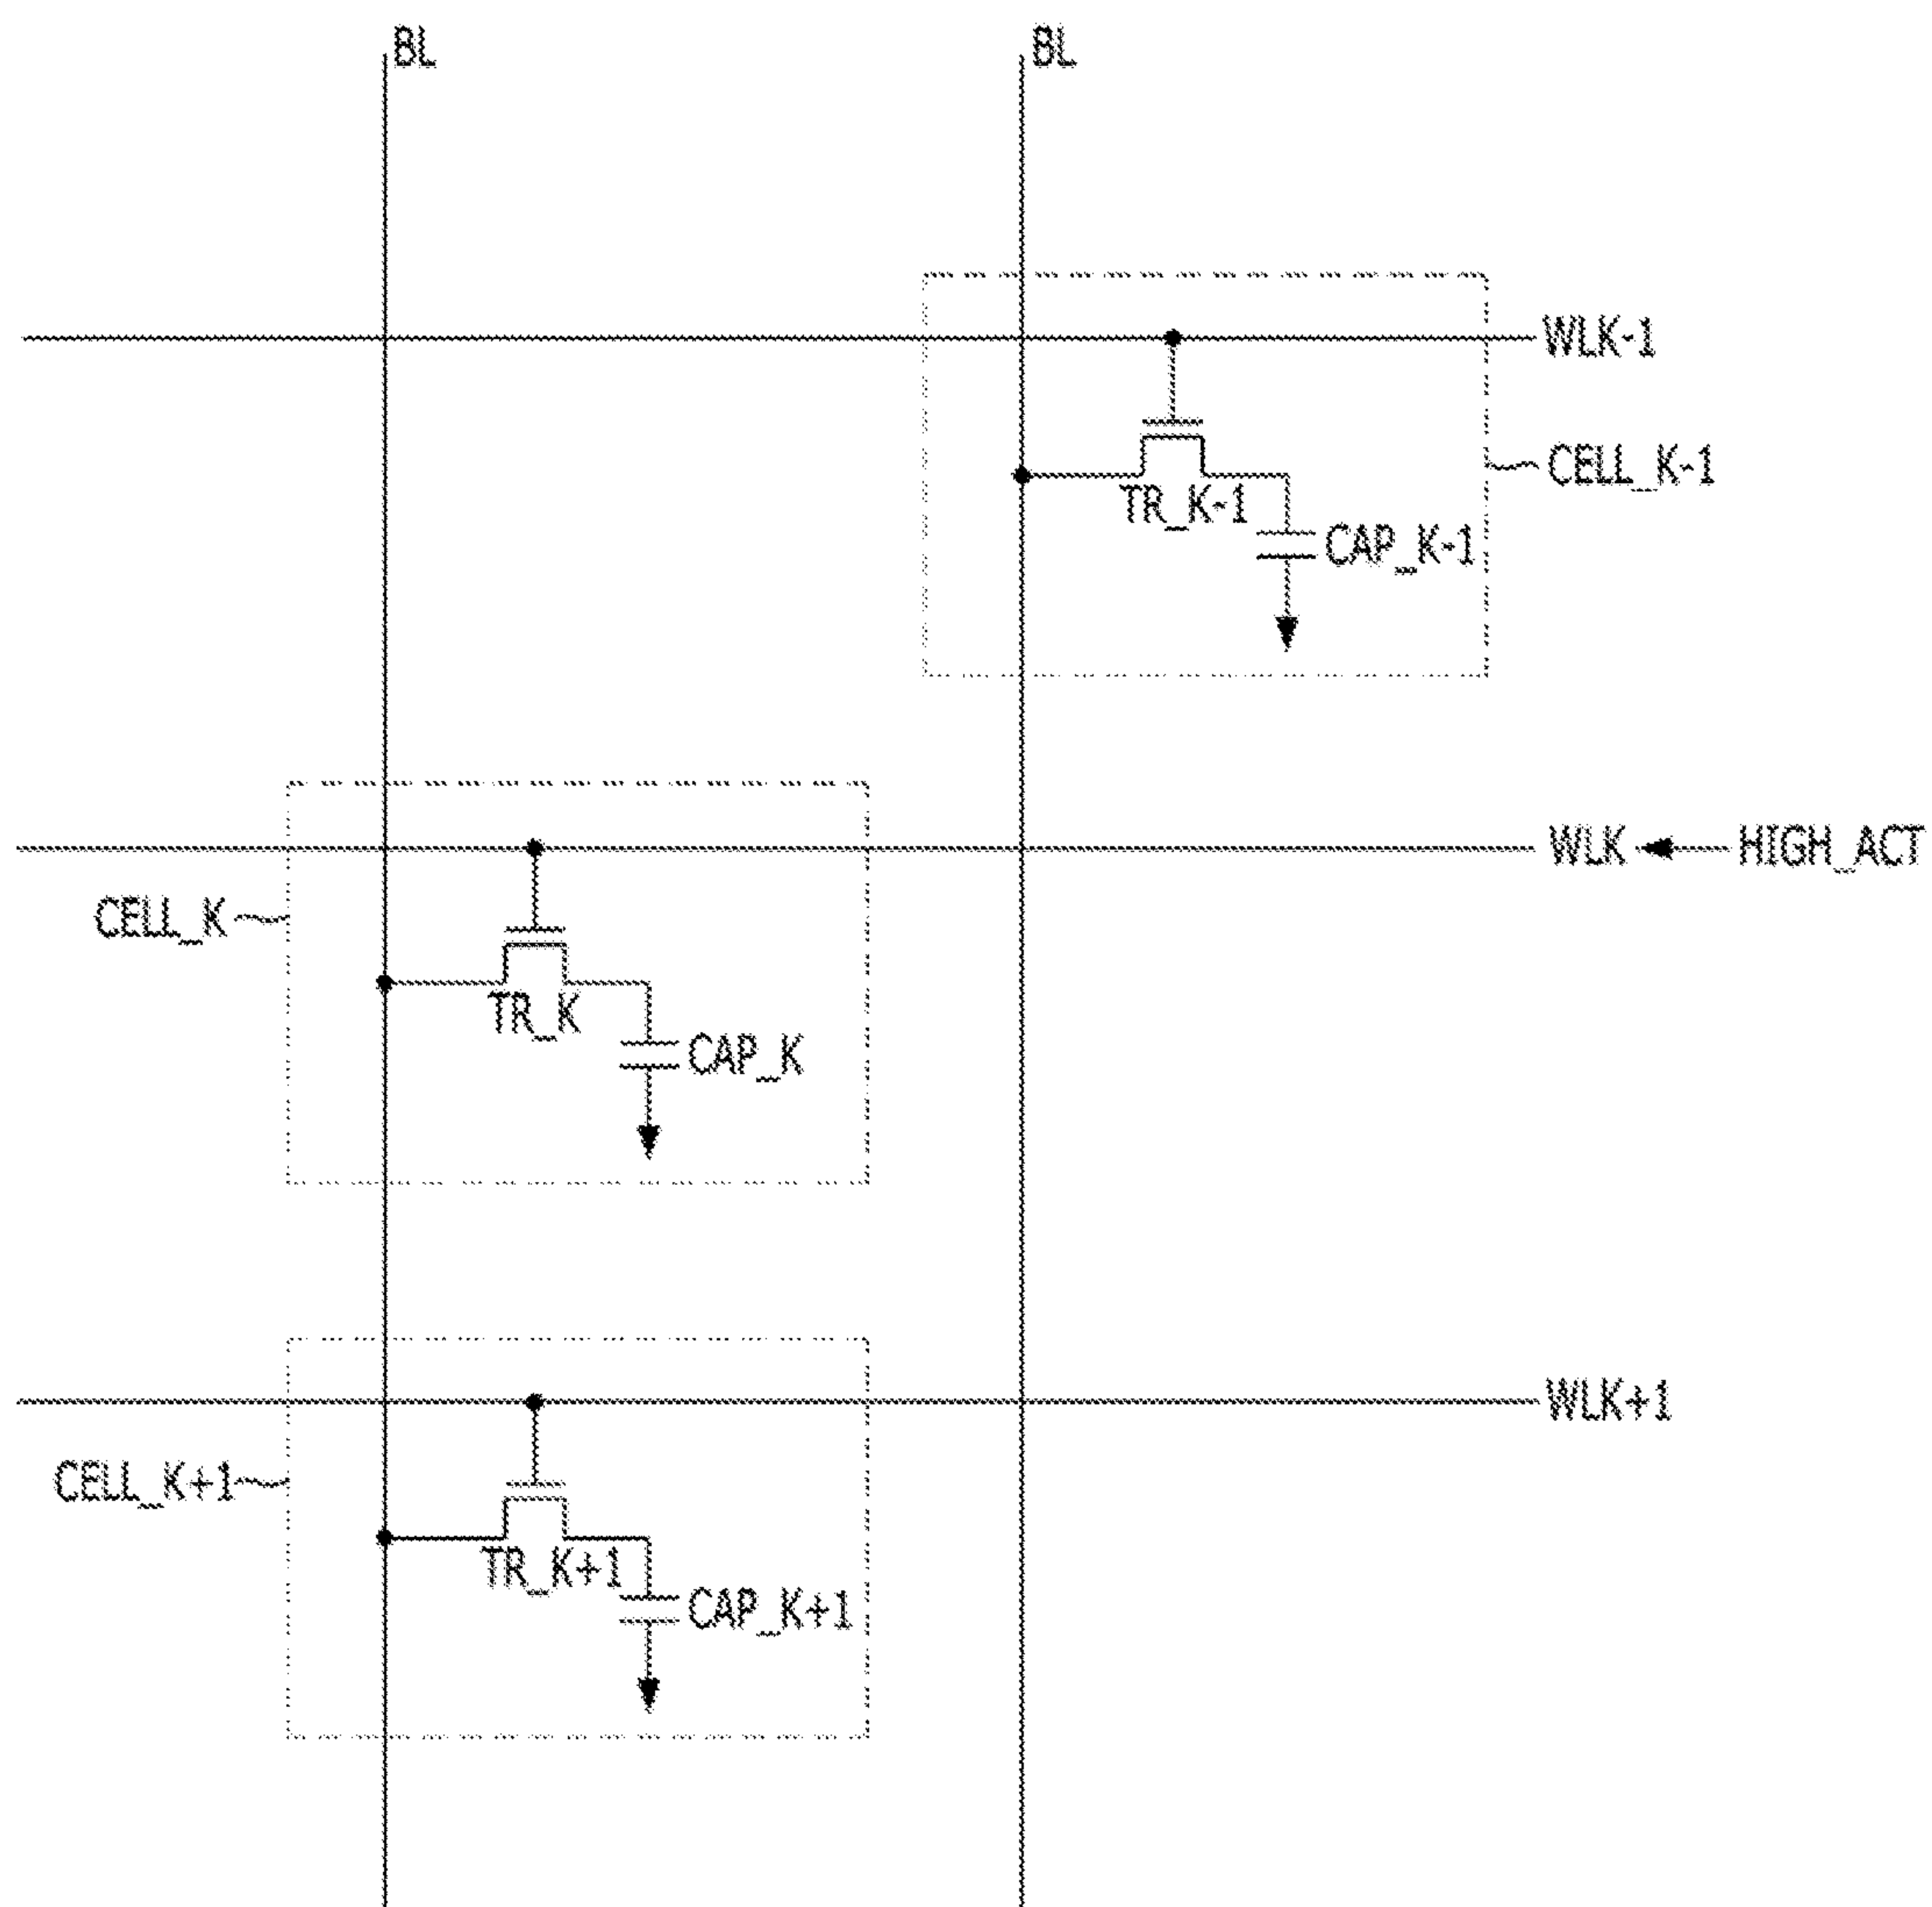 BL
BL
WLK-1
CELL_K-1
TR_K-1
CAP_K-1
WLK
HIGH_ACT
CELL_K
TR_K
CAP_K
WLK+1
CELL_K+1
TR_K+1
CAP_K+1